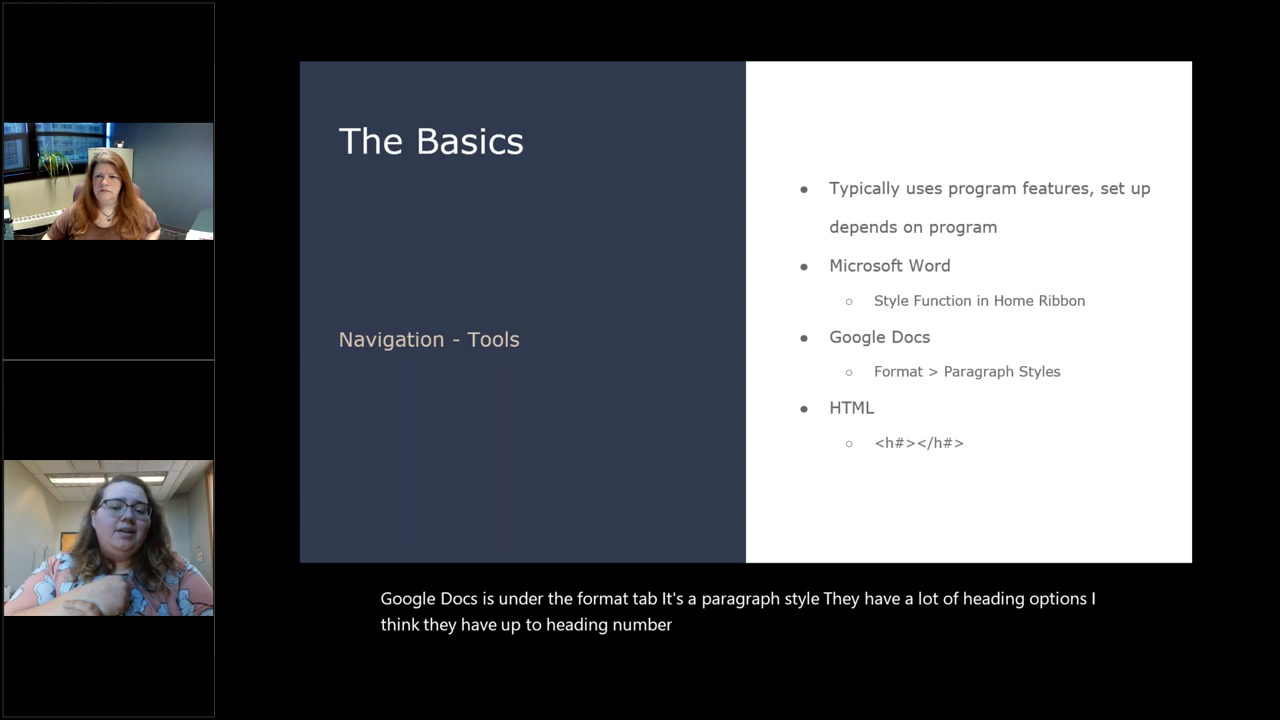 The Basics
Navigation - Tools
● Typically uses program features, set up
depends on program
● Microsoft Word
○ Style Function in Home Ribbon
● Google Docs
○ Format > Paragraph Styles
● HTML
○ <h#></h#>
Google Docs is under the format tab It's a paragraph style They have a lot of heading options I
think they have up to heading number